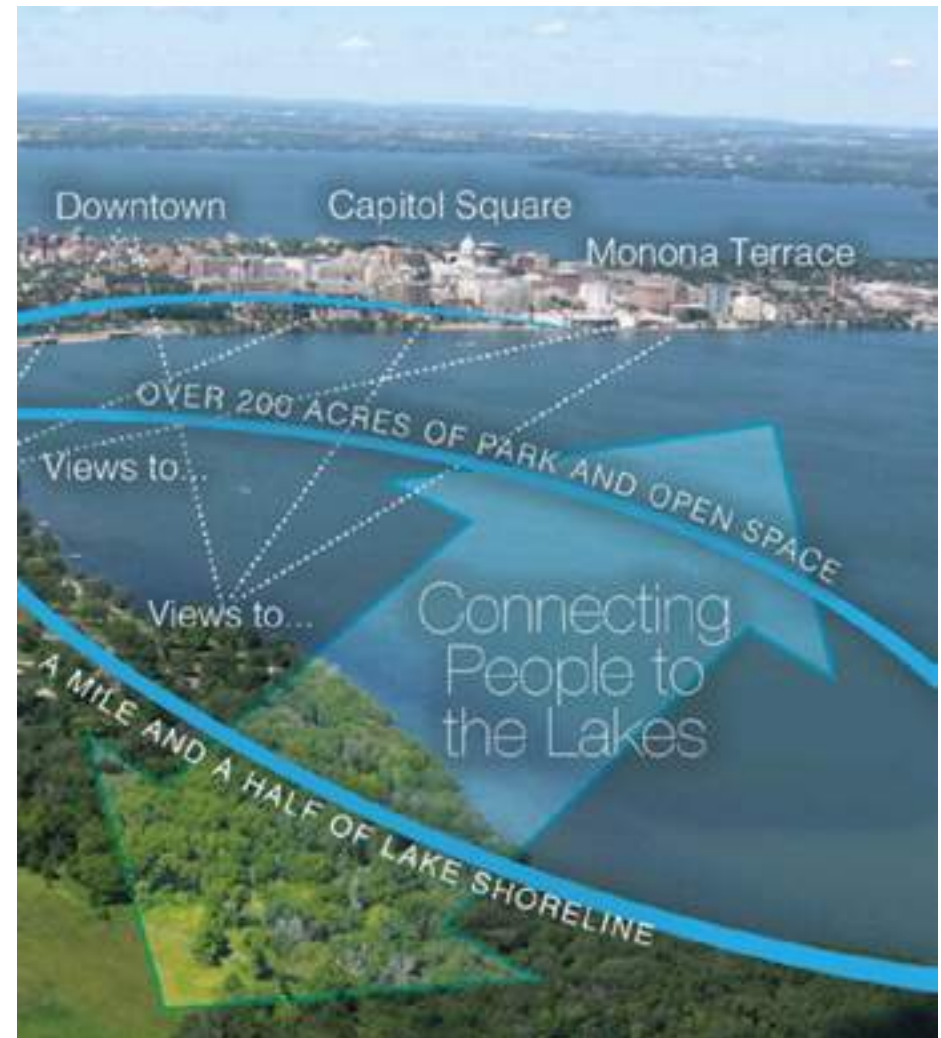 Downtown
Capitol Square
Monona Terrace
OVER 200 ACRES OF PARK AND OPEN SPACE
Views to...
Views to...
Connecting
People to
the Lakes
A MILE AND A HALF OF LAKE SHORELINE